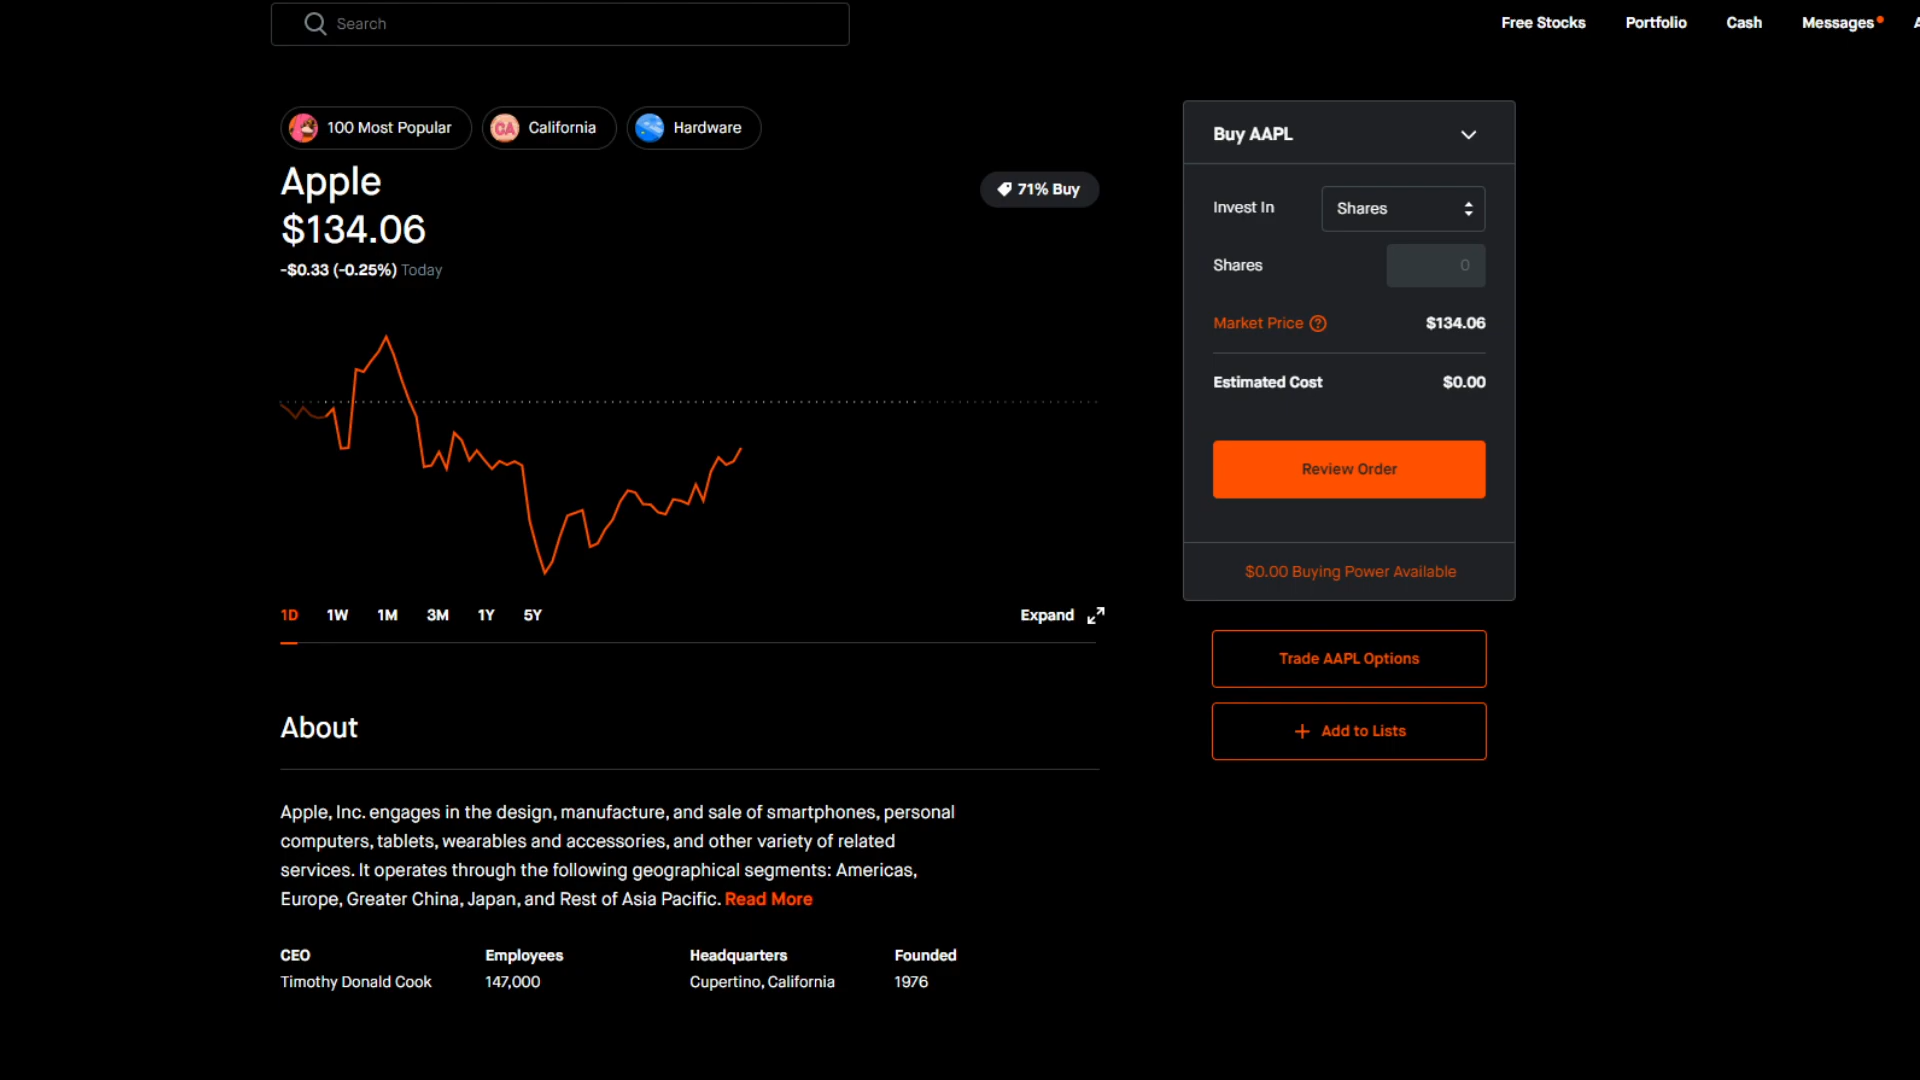 Search
Free Stocks Portfolio Cash Messages A
100 Most Popular California Hardware
CA
Apple
$134.06
-$0.33 (-0.25%) Today
71% Buy
1D 1W 1M 3M 1Y 5Y
Expand
Buy AAPL
Invest In Shares
Shares 0
Market Price ? $134.06
Estimated Cost $0.00
Review Order
$0.00 Buying Power Available
Trade AAPL Options
+ Add to Lists
About
Apple, Inc. engages in the design, manufacture, and sale of smartphones, personal
computers, tablets, wearables and accessories, and other variety of related
services. It operates through the following geographical segments: Americas,
Europe, Greater China, Japan, and Rest of Asia Pacific. Read More
CEO Employees Headquarters Founded
Timothy Donald Cook 147,000 Cupertino, California 1976